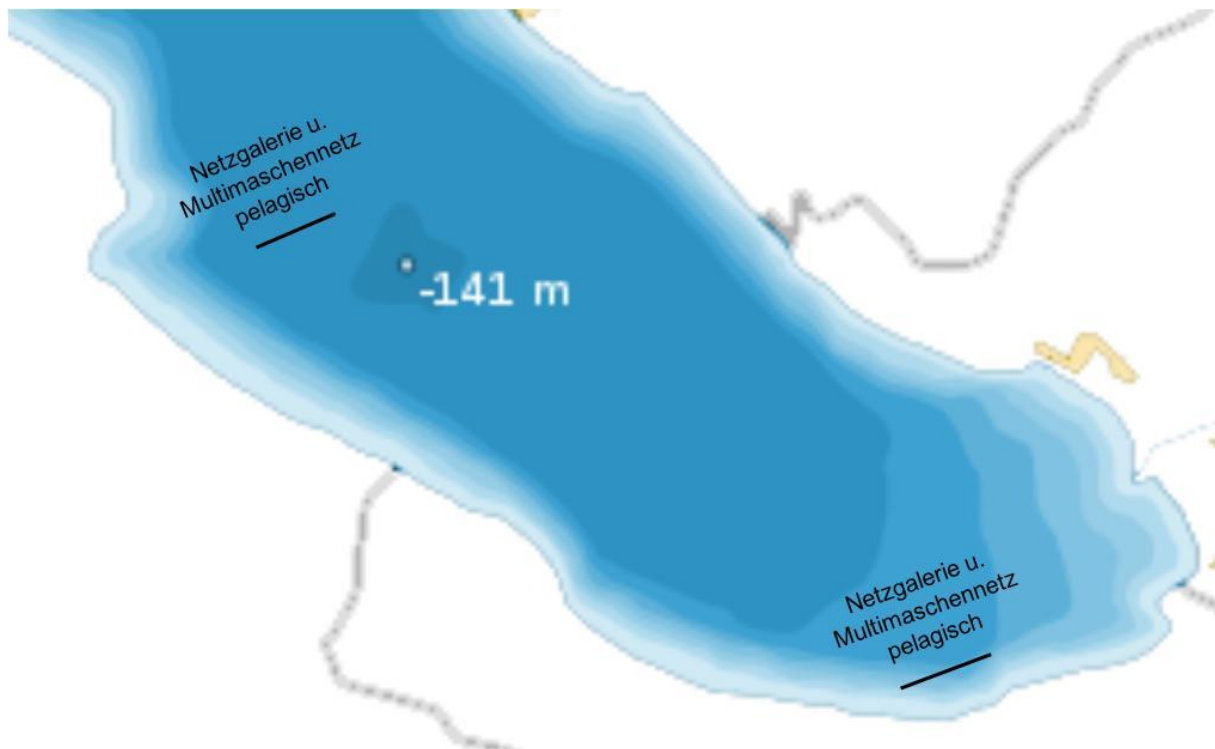 Netzgalerie u.
Multimaschennetz
pelagisch
-141 m
Netzgalerie u.
Multimaschennetz
pelagisch